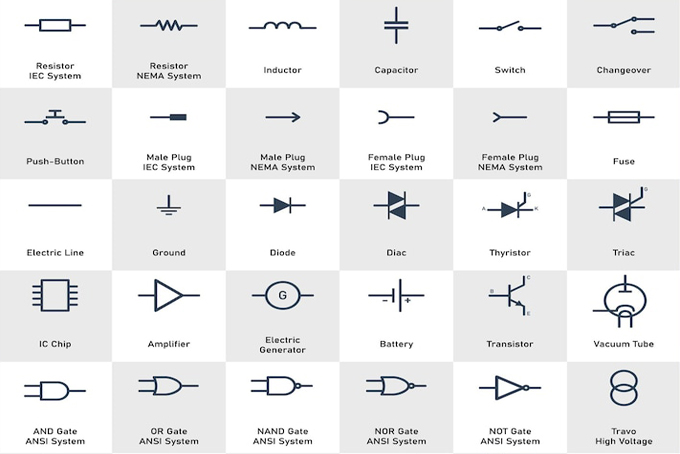 Resistor
IEC System
Resistor
NEMA System
Inductor
Capacitor
Switch
Changeover
Push-Button
Male Plug
IEC System
Male Plug
NEMA System
Female Plug
IEC System
Female Plug
NEMA System
Fuse
Electric Line
Ground
Diode
Diac
A
G
K
Thyristor
G
Triac
IC Chip
Amplifier
G
Electric
Generator
- +
Battery
B
C
E
Transistor
Vacuum Tube
AND Gate
ANSI System
OR Gate
ANSI System
NAND Gate
ANSI System
NOR Gate
ANSI System
NOT Gate
ANSI System
Travo
High Voltage